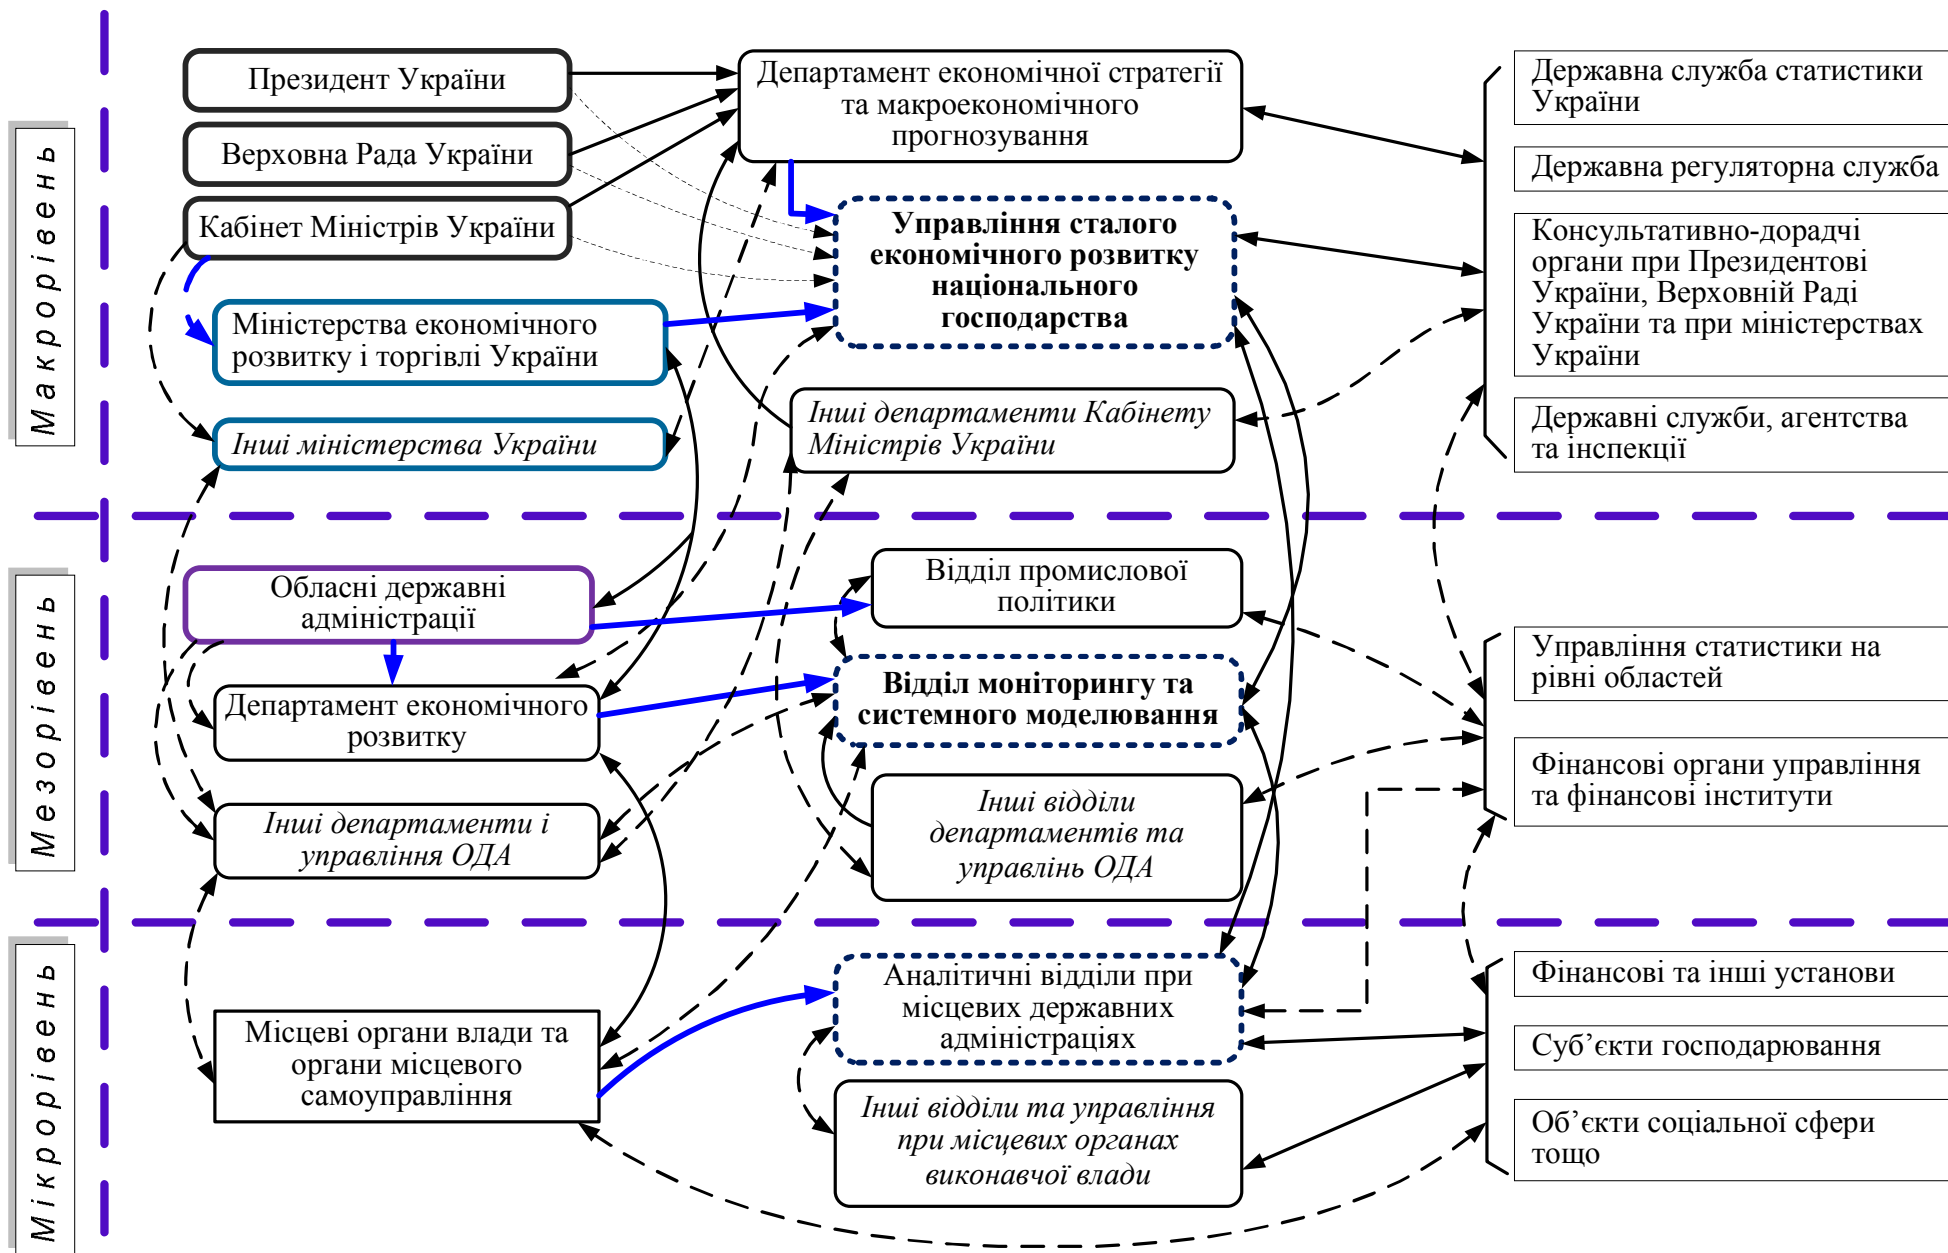 Макрорівень
Президент України
Верховна Рада України
Кабінет Міністрів України
Міністерства економічного
розвитку і торгівлі України
Інші міністерства України
Департамент економічної стратегії
та макроекономічного
прогнозування
Управління сталого
економічного розвитку
національного
господарства
Інші департаменти Кабінету
Міністрів України
Державна служба статистики
України
Державна регуляторна служба
Консультативно-дорадчі
органи при Президентові
України, Верховній Раді
України та при міністерствах
України
Державні служби, агентства
та інспекції
Мезорівень
Обласні державні
адміністрації
Департамент економічного
розвитку
Інші департаменти і
управління ОДА
Відділ промислової
політики
Відділ моніторингу та
системного моделювання
Інші відділи
департаментів та
управлінь ОДА
Управління статистики на
рівні областей
Фінансові органи управління
та фінансові інститути
Мікрорівень
Місцеві органи влади та
органи місцевого
самоуправління
Аналітичні відділи при
місцевих державних
адміністраціях
Інші відділи та управління
при місцевих органах
виконавчої влади
Фінансові та інші установи
Суб’єкти господарювання
Об’єкти соціальної сфери
тощо